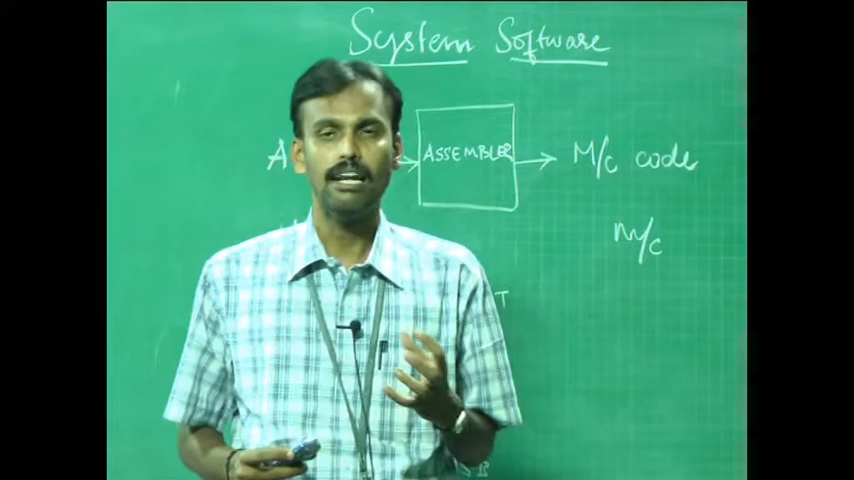 System Software
A
ASSEMBLER
M/c code
M/c
T